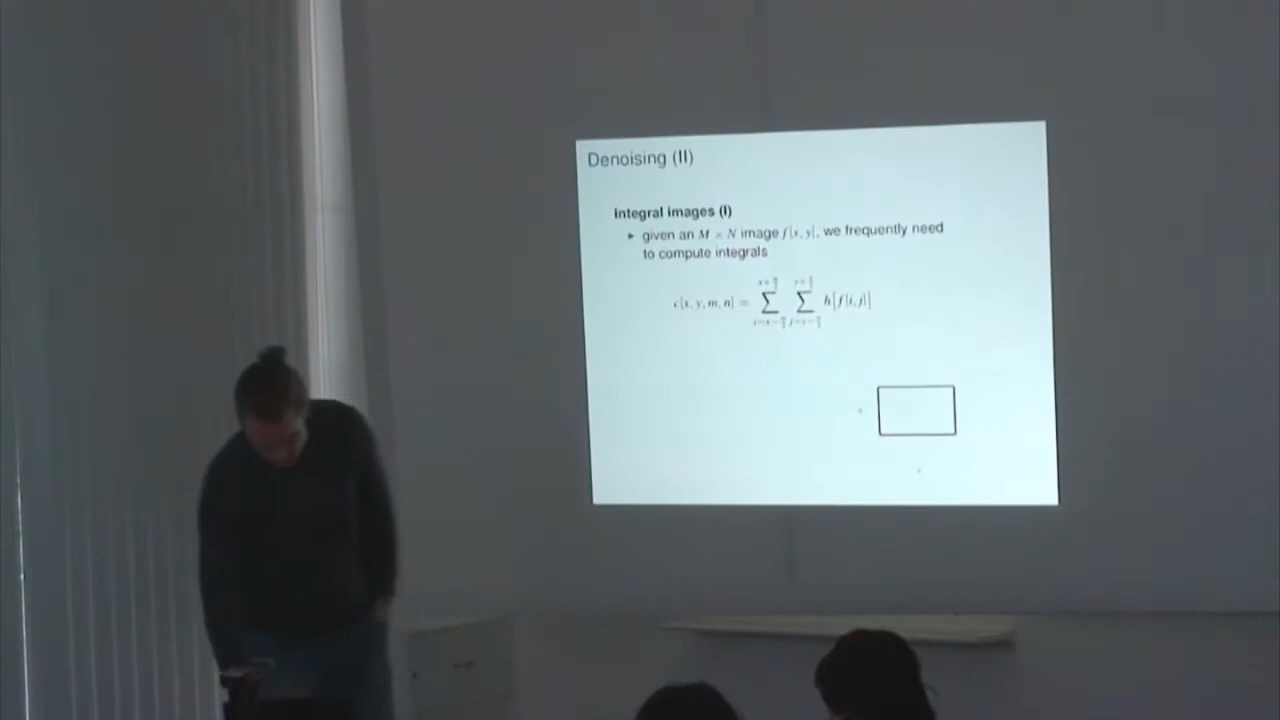 Denoising (II)
Integral images (I)
▸ given an M × N image f[x, y], we frequently need
to compute integrals
c[x, y, m, n] = ∑ ∑ h[f[i, j]]